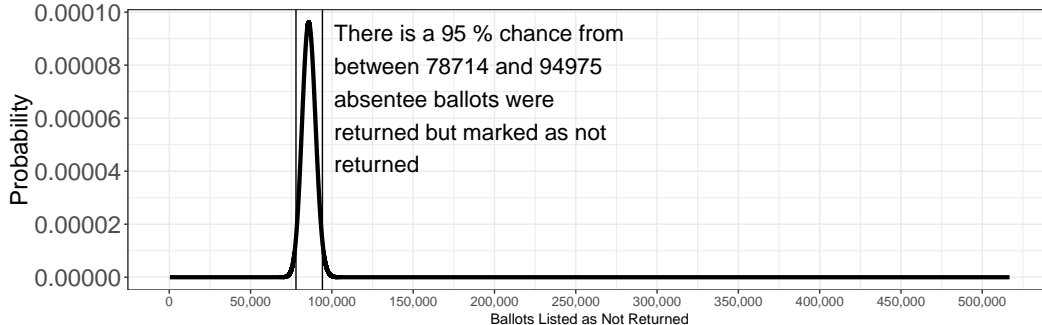 0.00010
0.00008
0.00006
0.00004
0.00002
0.00000
Probability
There is a 95 % chance from
between 78714 and 94975
absentee ballots were
returned but marked as not
returned
0 50,000 100,000 150,000 200,000 250,000 300,000 350,000 400,000 450,000 500,000
Ballots Listed as Not Returned